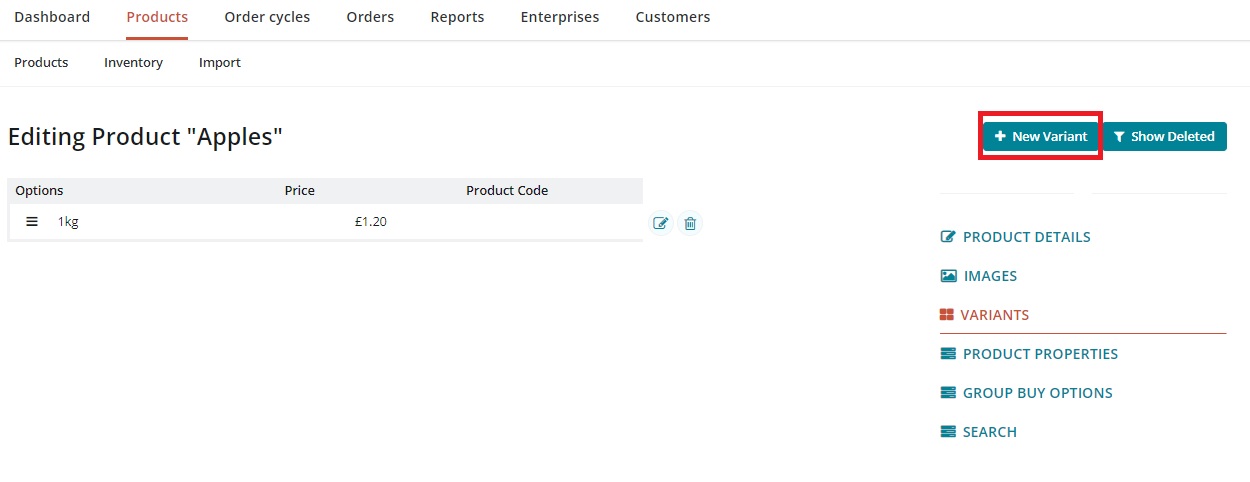 Dashboard Products Order cycles Orders Reports Enterprises Customers
Products Inventory Import
Editing Product "Apples"
New Variant
Show Deleted
Options Price Product Code
1kg £1.20
PRODUCT DETAILS
IMAGES
VARIANTS
PRODUCT PROPERTIES
GROUP BUY OPTIONS
SEARCH